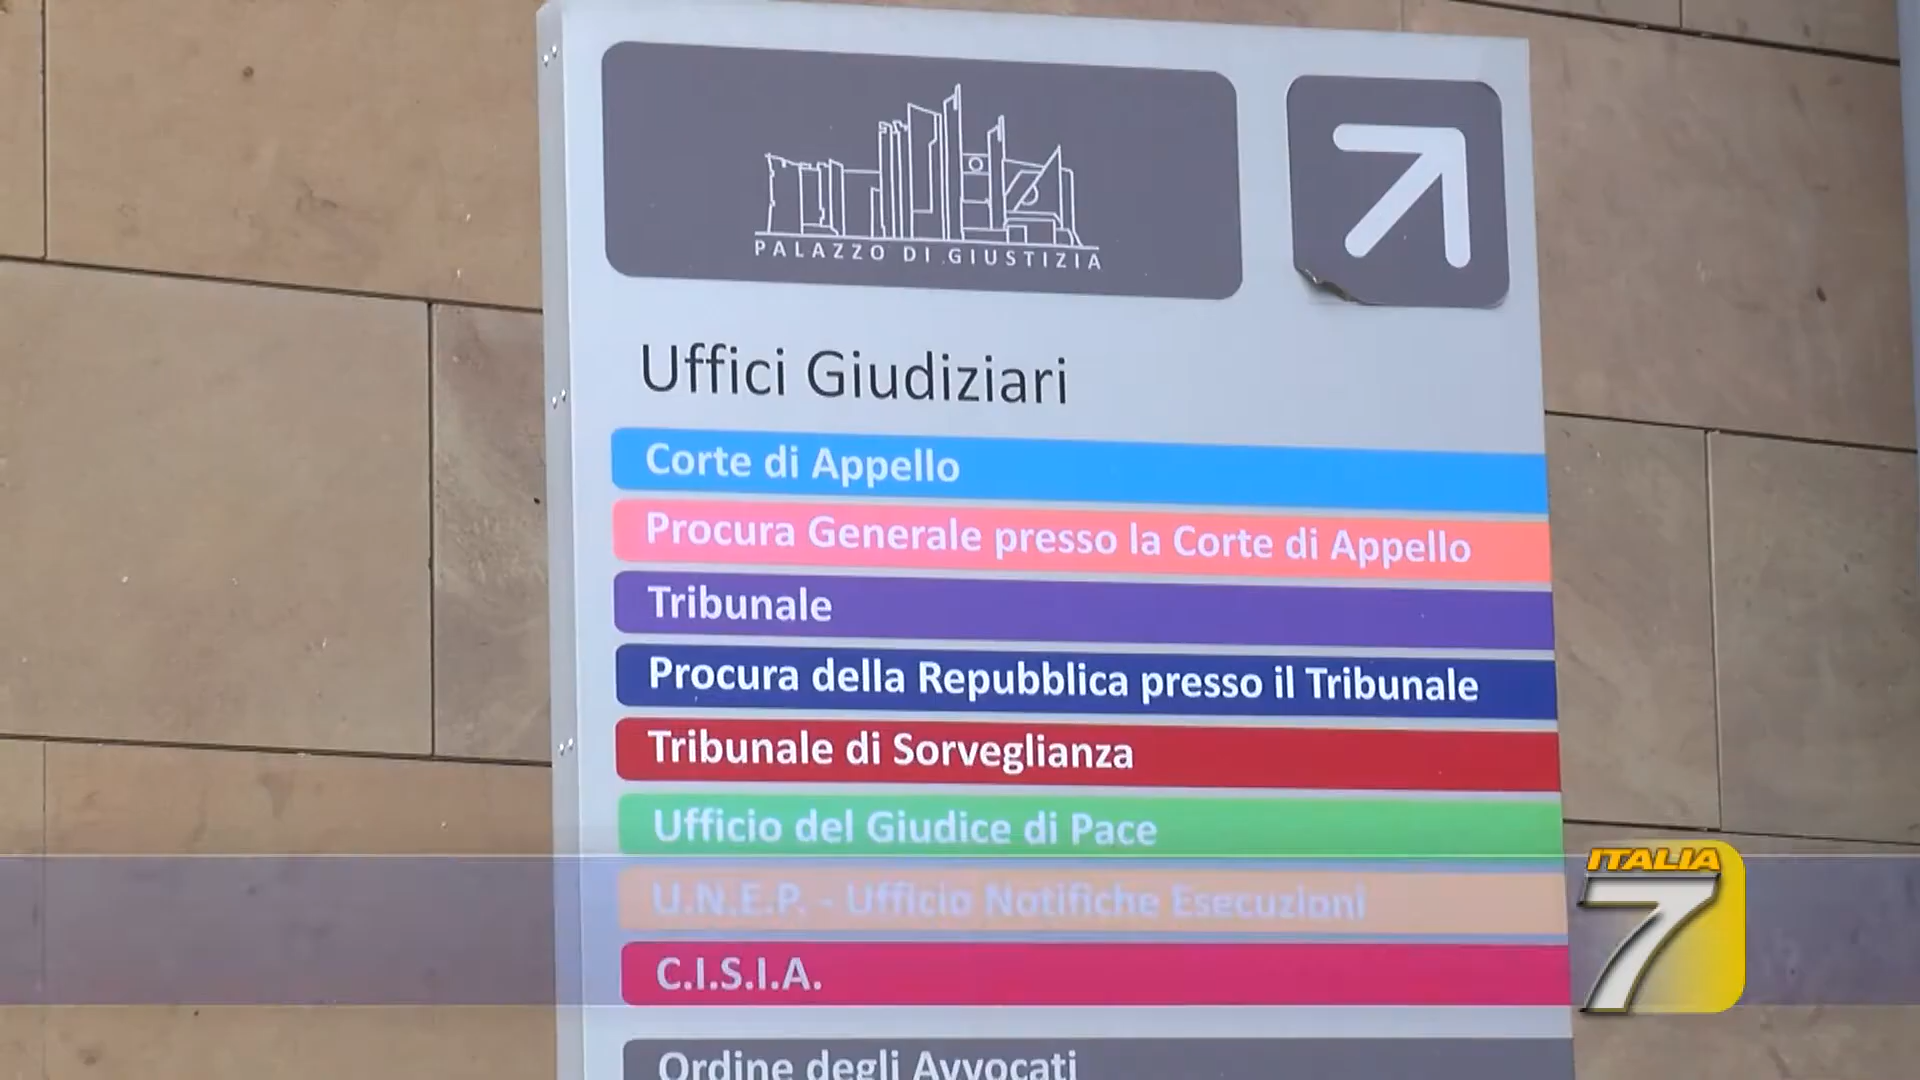 PALAZZO DI GIUSTIZIA
Uffici Giudiziari
Corte di Appello
Procura Generale presso la Corte di Appello
Tribunale
Procura della Repubblica presso il Tribunale
Tribunale di Sorveglianza
Ufficio del Giudice di Pace
U.N.E.P. - Ufficio Notifiche Esecuzioni
C.I.S.I.A.
Ordine degli Avvocati
ITALIA
7